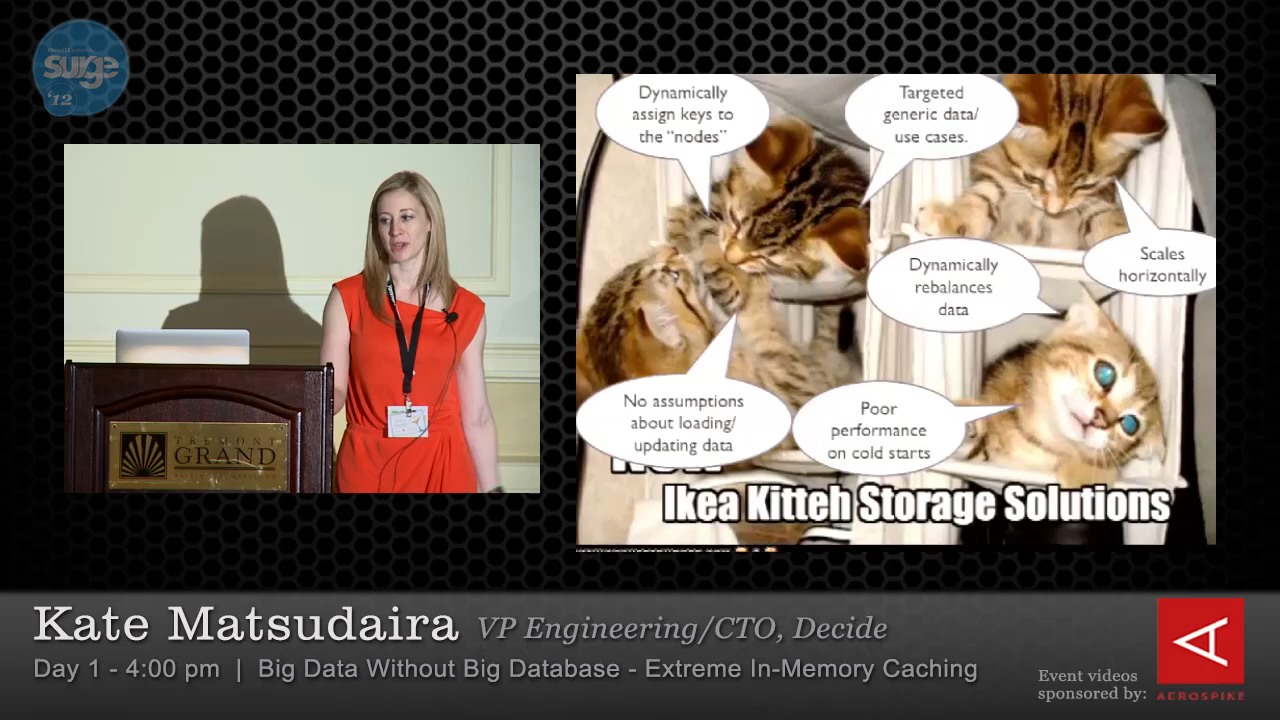 surge
'12
Dynamically
assign keys to
the "nodes"
Targeted
generic data/
use cases.
Scales
horizontally
Dynamically
rebalances
data
No assumptions
about loading/
updating data
Poor
performance
on cold starts
Ikea Kitteh Storage Solutions
TREMONT
GRAND
Kate Matsudaira VP Engineering/CTO, Decide
Day 1 - 4:00 pm | Big Data Without Big Database - Extreme In-Memory Caching
Event videos
sponsored by:
AEROSPIKE